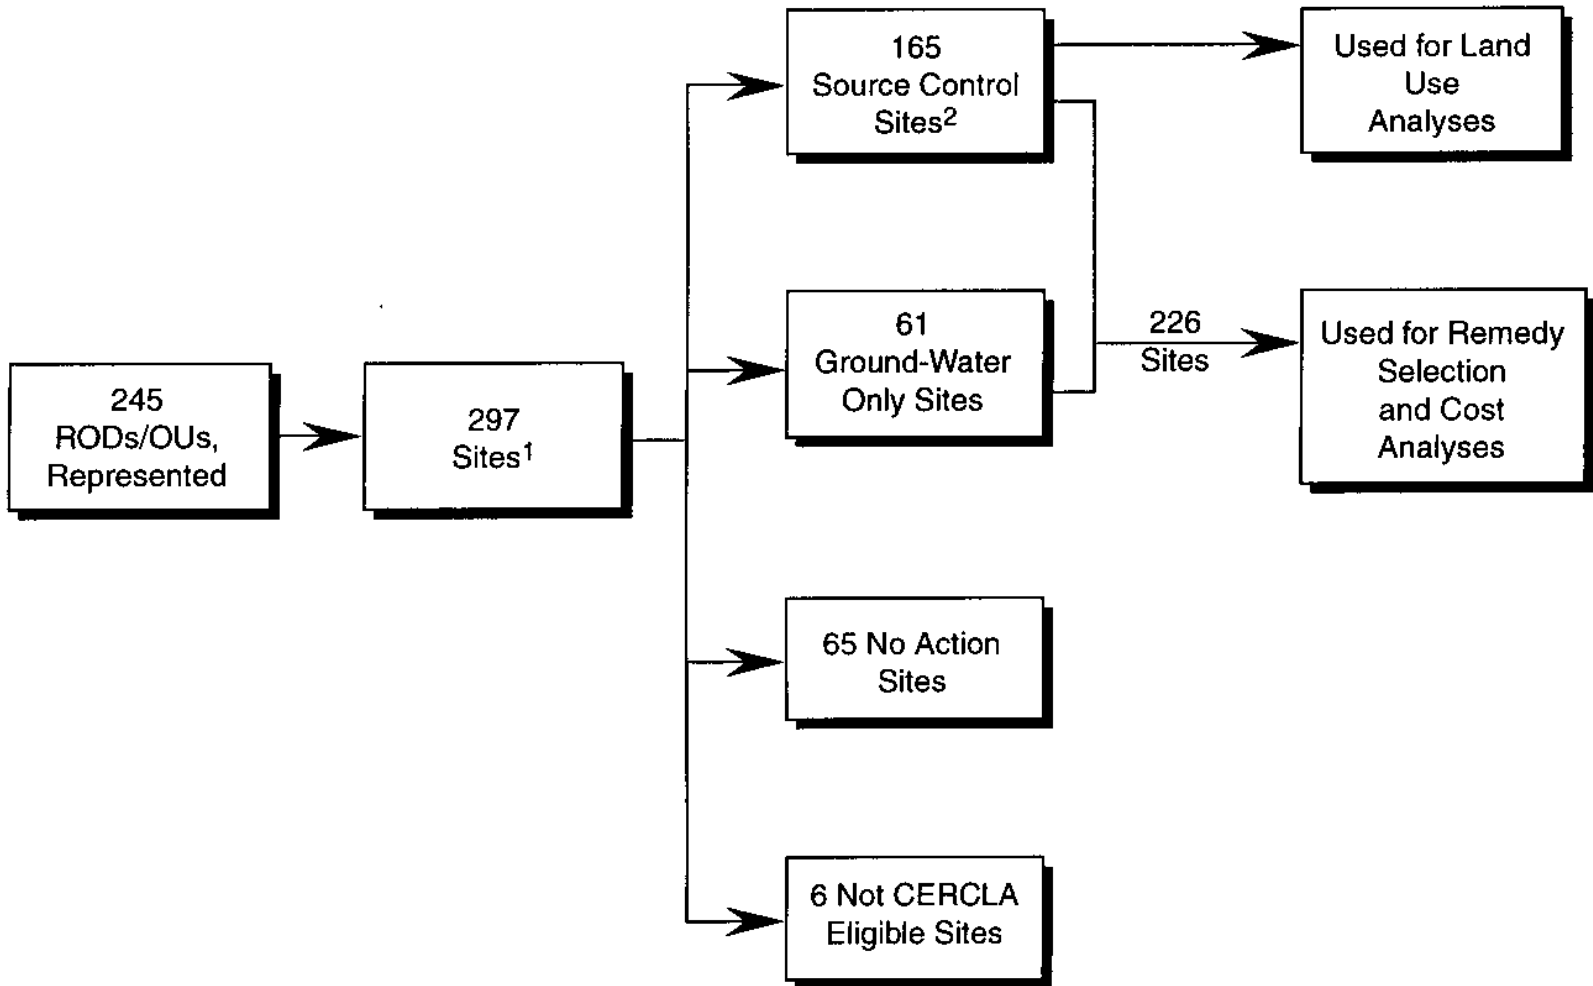 245
RODs/OUs,
Represented
297
Sites¹
165
Source Control
Sites²
61
Ground-Water
Only Sites
65 No Action
Sites
6 Not CERCLA
Eligible Sites
226
Sites
Used for Land
Use
Analyses
Used for Remedy
Selection
and Cost
Analyses